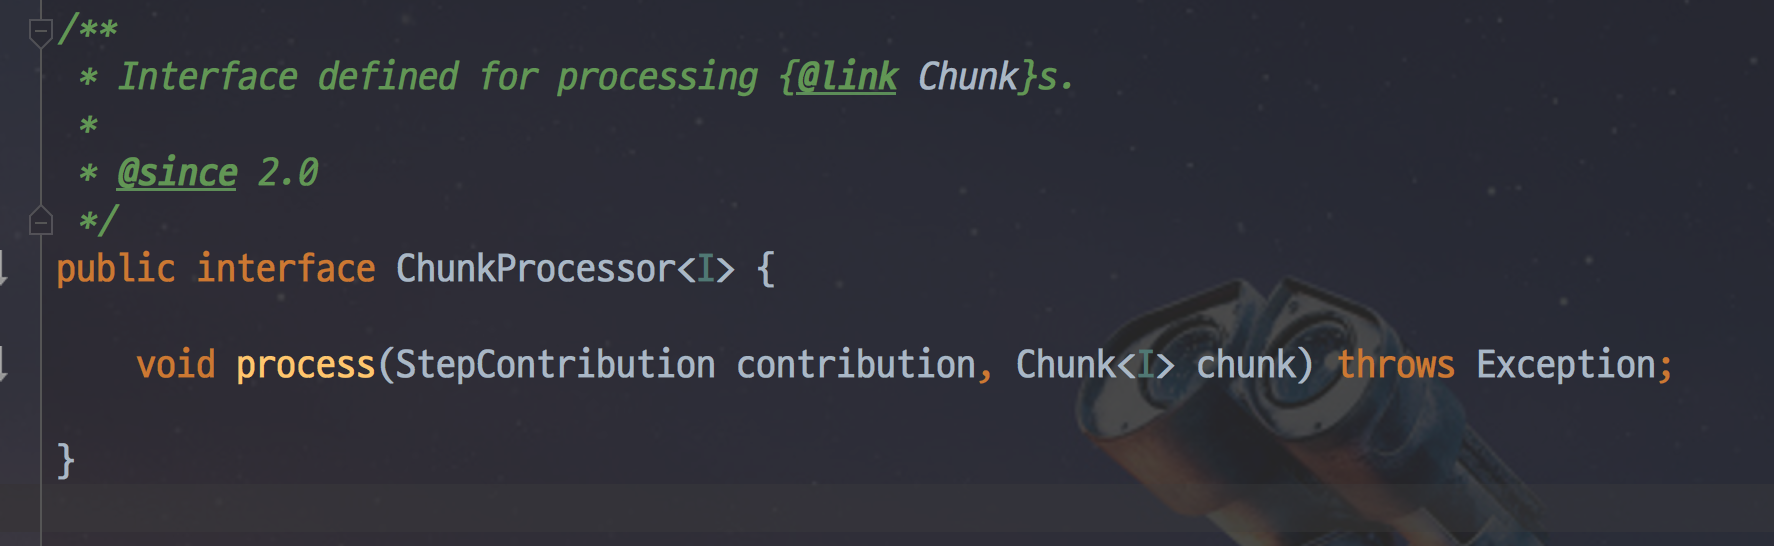 /**
 * Interface defined for processing {@link Chunk}s.
 *
 * @since 2.0
 */
public interface ChunkProcessor<I> {
    void process(StepContribution contribution, Chunk<I> chunk) throws Exception;
}